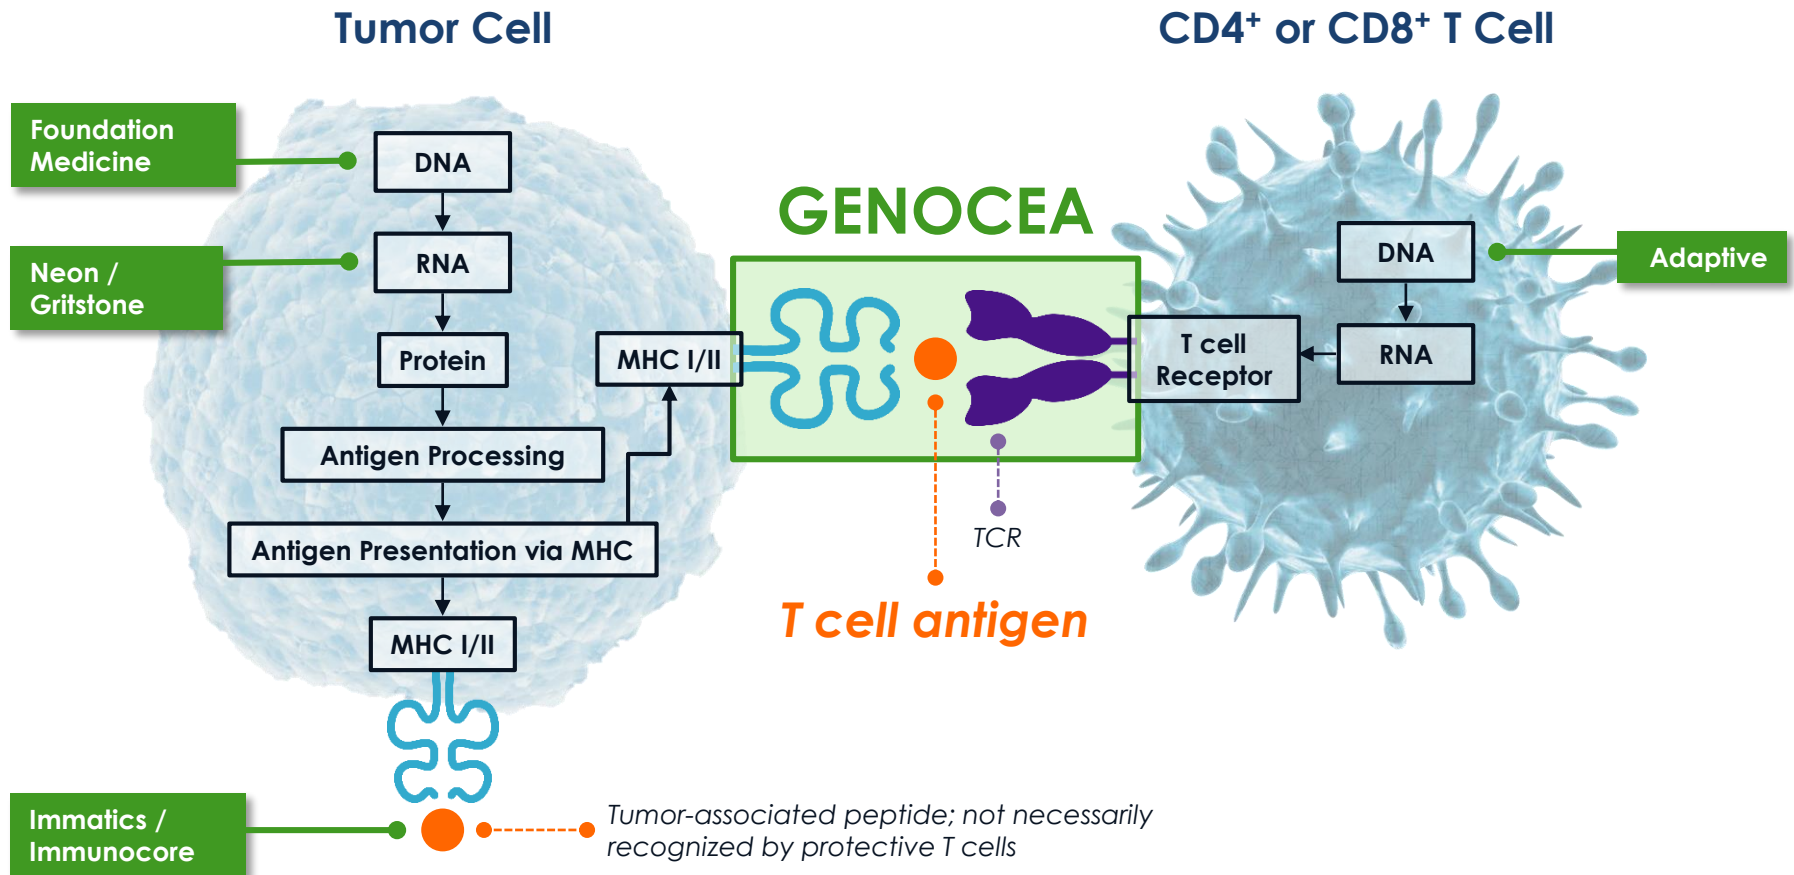 Tumor Cell
CD4⁺ or CD8⁺ T Cell
Foundation
Medicine
DNA
Neon /
Gritstone
RNA
Protein
Antigen Processing
Antigen Presentation via MHC
MHC I/II
MHC I/II
GENOCEA
T cell
Receptor
DNA
RNA
Adaptive
TCR
T cell antigen
Immatics /
Immunocore
Tumor-associated peptide; not necessarily
recognized by protective T cells